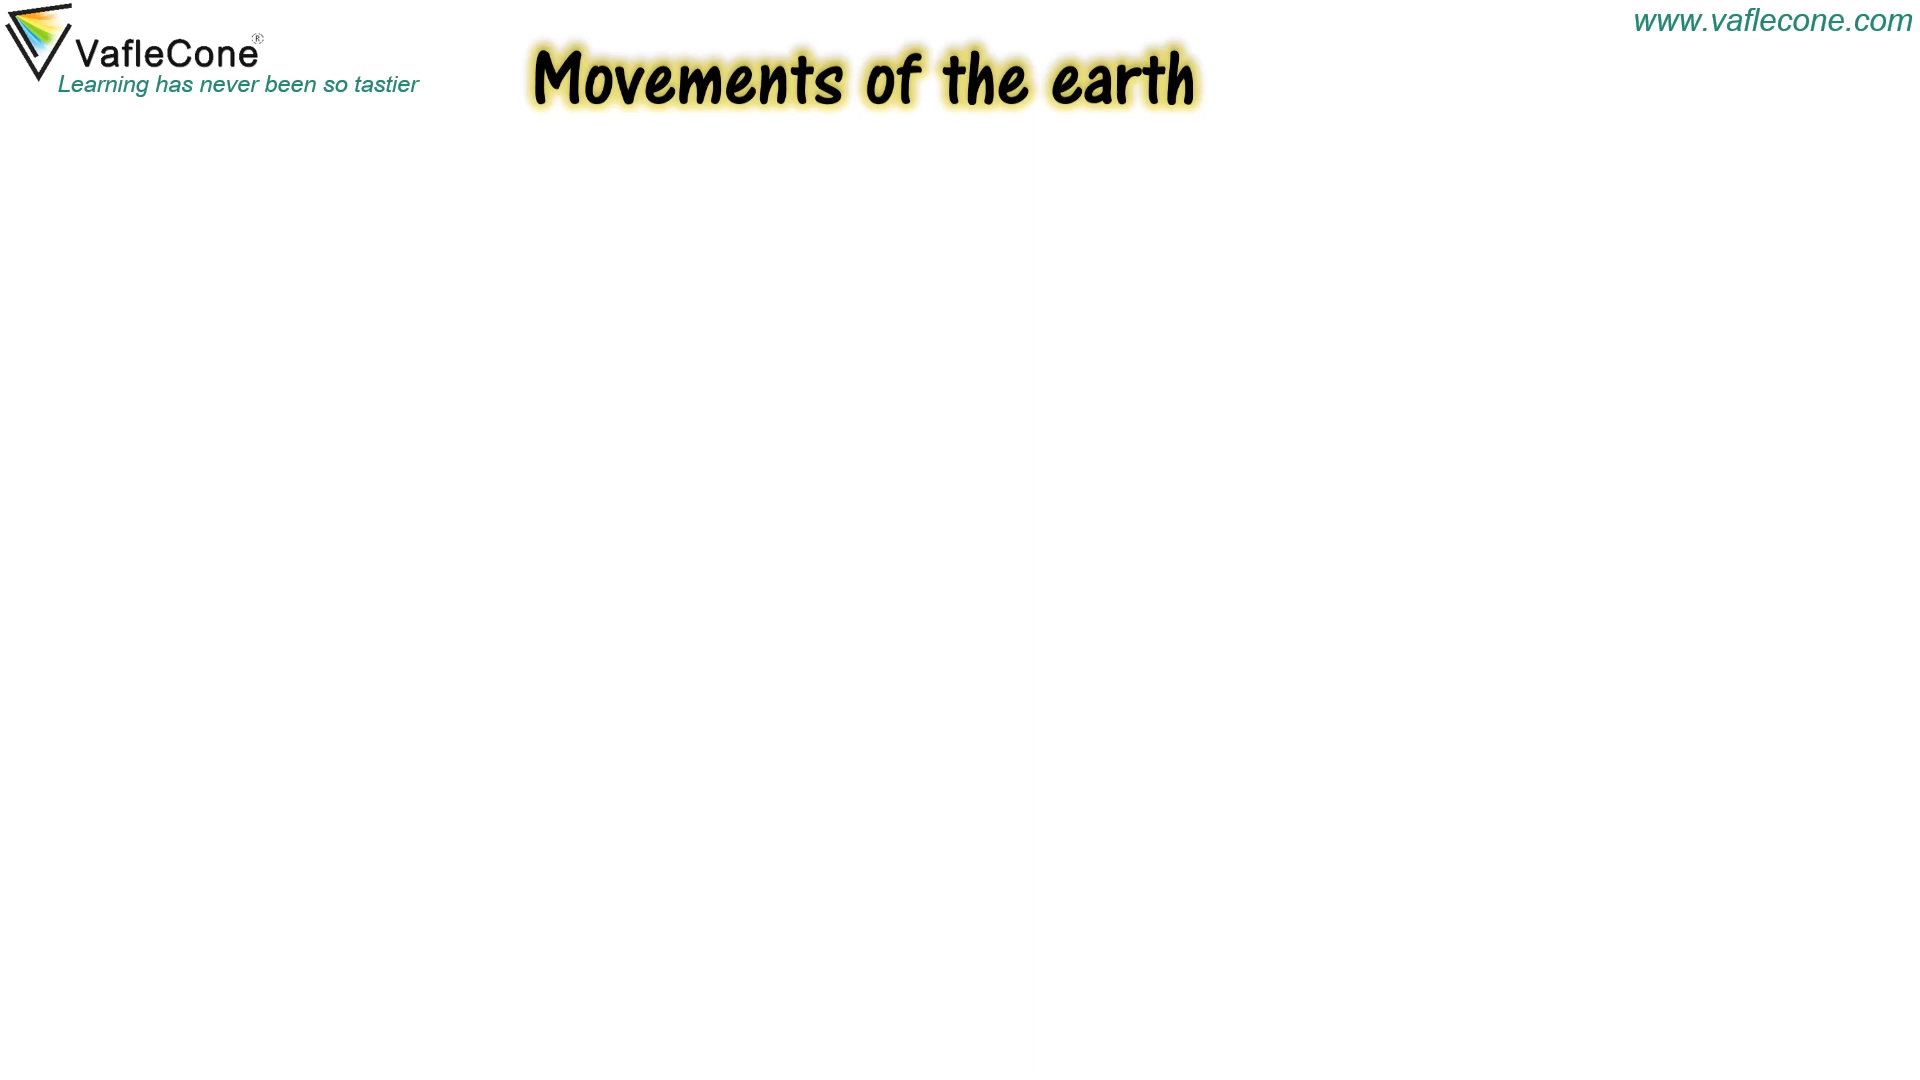 VafleCone®
Learning has never been so tastier
www.vaflecone.com
Movements of the earth